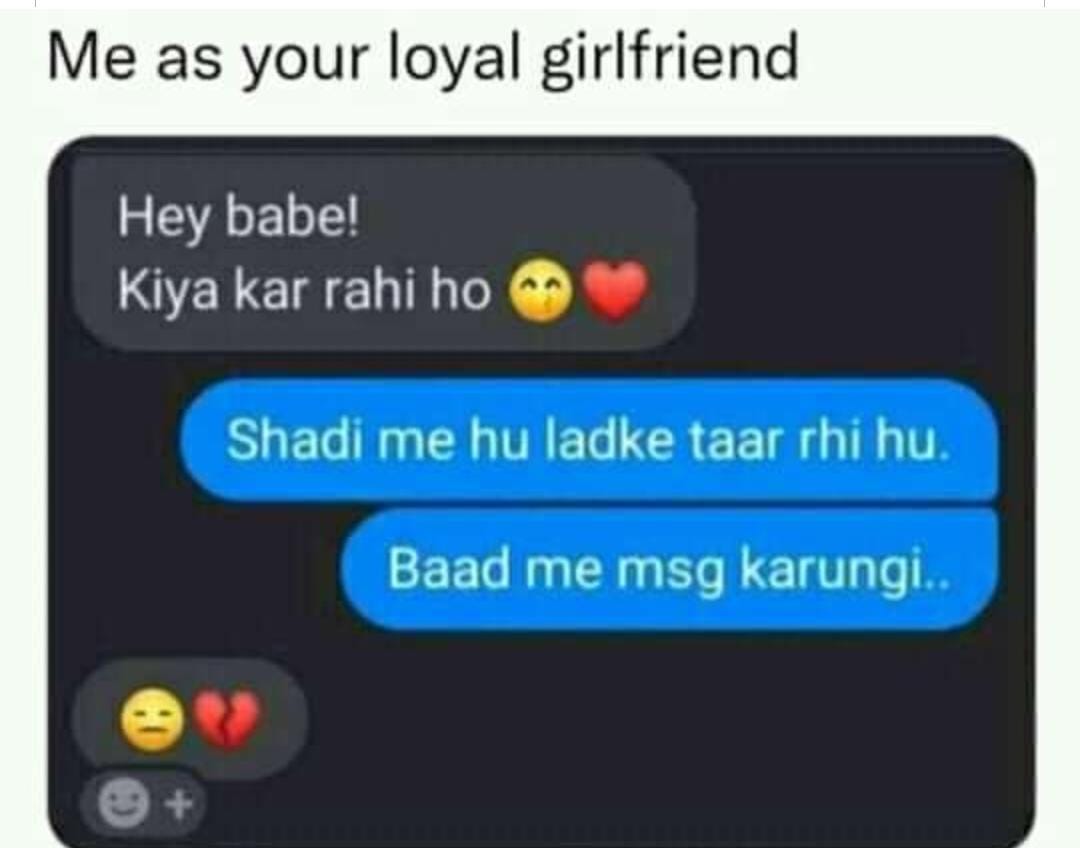 Me as your loyal girlfriend
Hey babe!
Kiya kar rahi ho 😙❤️
Shadi me hu ladke taar rhi hu.
Baad me msg karungi..
😑💔